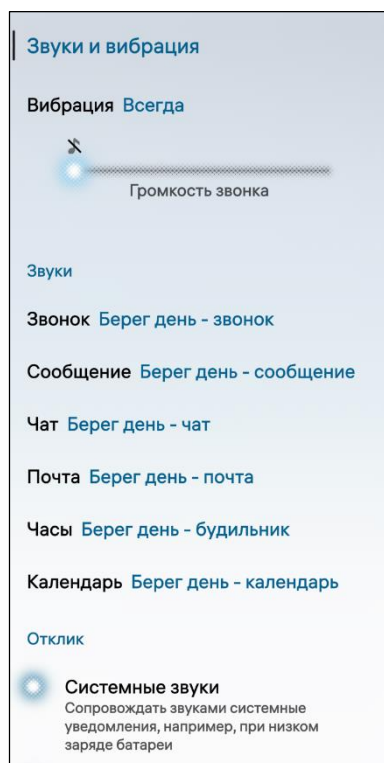 Звуки и вибрация
Вибрация Всегда
Громкость звонка
Звуки
Звонок Берег день - звонок
Сообщение Берег день - сообщение
Чат Берег день - чат
Почта Берег день - почта
Часы Берег день - будильник
Календарь Берег день - календарь
Отклик
Системные звуки
Сопровождать звуками системные
уведомления, например, при низком
заряде батареи